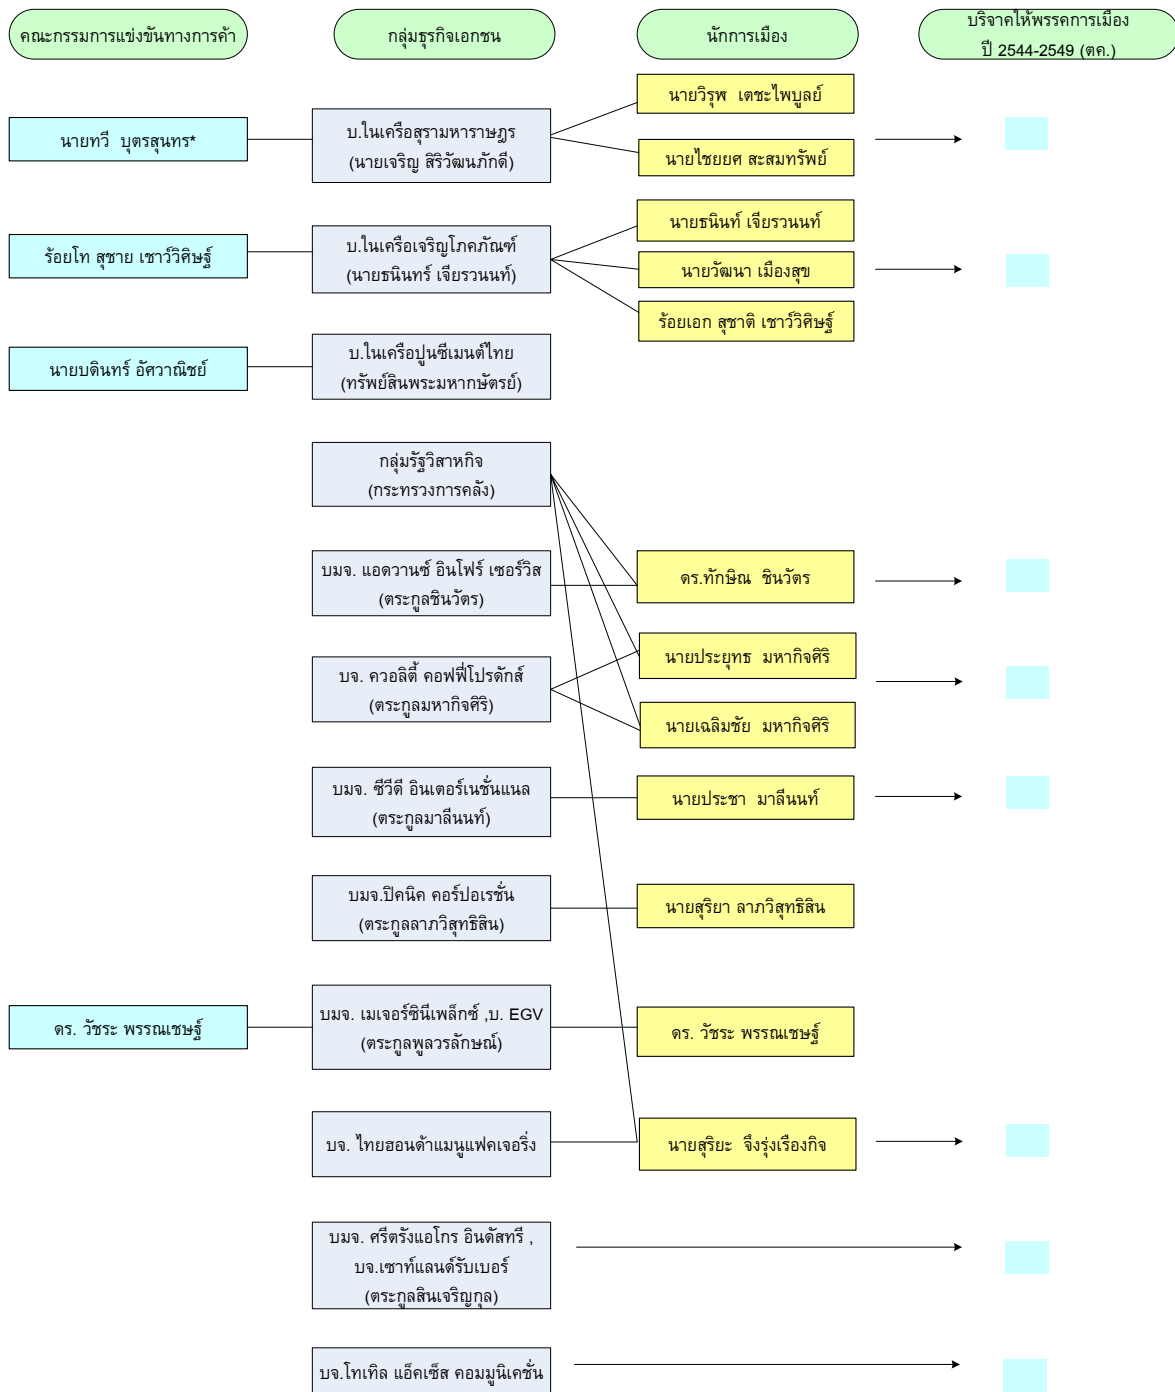 คณะกรรมการแข่งขันทางการค้า
กลุ่มธุรกิจเอกชน
นักการเมือง
บริจาคให้พรรคการเมือง
ปี 2544-2549 (ตค.)
นายทวี บุตรสุนทร*
บ.ในเครือสุรามหาราษฎร
(นายเจริญ สิริวัฒนภักดี)
นายวิรุฬ เตชะไพบูลย์
นายไชยยศ สะสมทรัพย์
ร้อยโท สุชาย เชาว์วิศิษฐ์
บ.ในเครือเจริญโภคภัณฑ์
(นายธนินทร์ เจียรวนนท์)
นายธนินท์ เจียรวนนท์
นายวัฒนา เมืองสุข
ร้อยเอก สุชาติ เชาว์วิศิษฐ์
นายบดินทร์ อัศวาณิชย์
บ.ในเครือปูนซีเมนต์ไทย
(ทรัพย์สินพระมหากษัตรย์)
กลุ่มรัฐวิสาหกิจ
(กระทรวงการคลัง)
บมจ. แอดวานซ์ อินโฟร์ เซอร์วิส
(ตระกูลชินวัตร)
ดร.ทักษิณ ชินวัตร
บจ. ควอลิตี้ คอฟฟี่โปรดักส์
(ตระกูลมหากิจศิริ)
นายประยุทธ มหากิจศิริ
นายเฉลิมชัย มหากิจศิริ
บมจ. ซีวีดี อินเตอร์เนชั่นแนล
(ตระกูลมาลีนนท์)
นายประชา มาลีนนท์
บมจ.ปิคนิค คอร์ปอเรชั่น
(ตระกูลลาภวิสุทธิสิน)
นายสุริยา ลาภวิสุทธิสิน
ดร. วัชระ พรรณเชษฐ์
บมจ. เมเจอร์ซินีเพล็กซ์ ,บ. EGV
(ตระกูลพูลวรลักษณ์)
ดร. วัชระ พรรณเชษฐ์
บจ. ไทยฮอนด้าแมนูแฟคเจอริ่ง
นายสุริยะ จึงรุ่งเรืองกิจ
บมจ. ศรีตรังแอโกร อินดัสทรี ,
บจ.เซาท์แลนด์รับเบอร์
(ตระกูลสินเจริญกุล)
บจ.โทเทิล แอ็คเซ็ส คอมมูนิเคชั่น